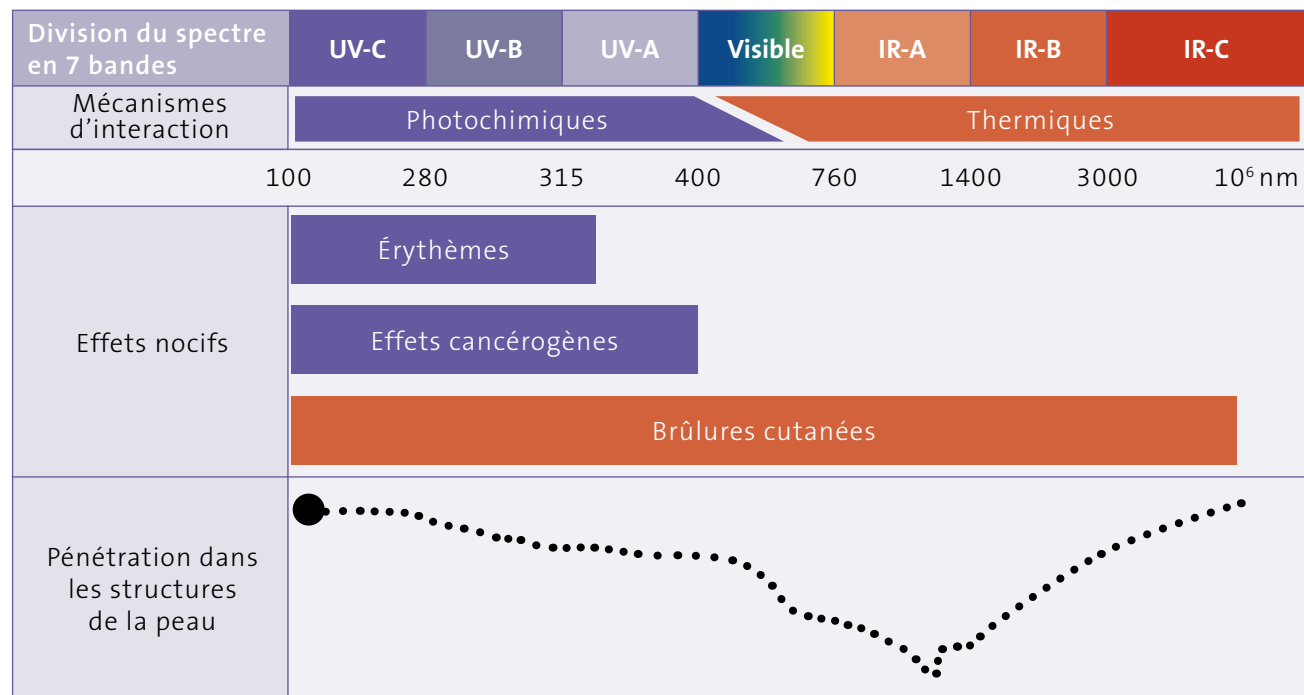 Division du spectre
en 7 bandes
UV-C UV-B UV-A Visible IR-A IR-B IR-C
Mécanismes
d'interaction
Photochimiques Thermiques
100 280 315 400 760 1400 3000 10⁶ nm
Effets nocifs
Érythèmes
Effets cancérogènes
Brûlures cutanées
Pénétration dans
les structures
de la peau